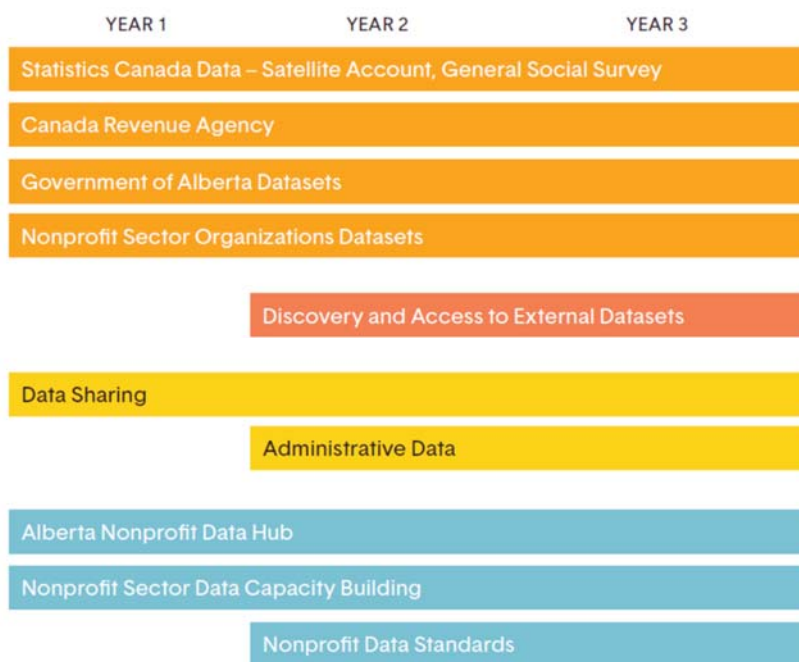 YEAR 1 YEAR 2 YEAR 3
Statistics Canada Data – Satellite Account, General Social Survey
Canada Revenue Agency
Government of Alberta Datasets
Nonprofit Sector Organizations Datasets
Discovery and Access to External Datasets
Data Sharing
Administrative Data
Alberta Nonprofit Data Hub
Nonprofit Sector Data Capacity Building
Nonprofit Data Standards